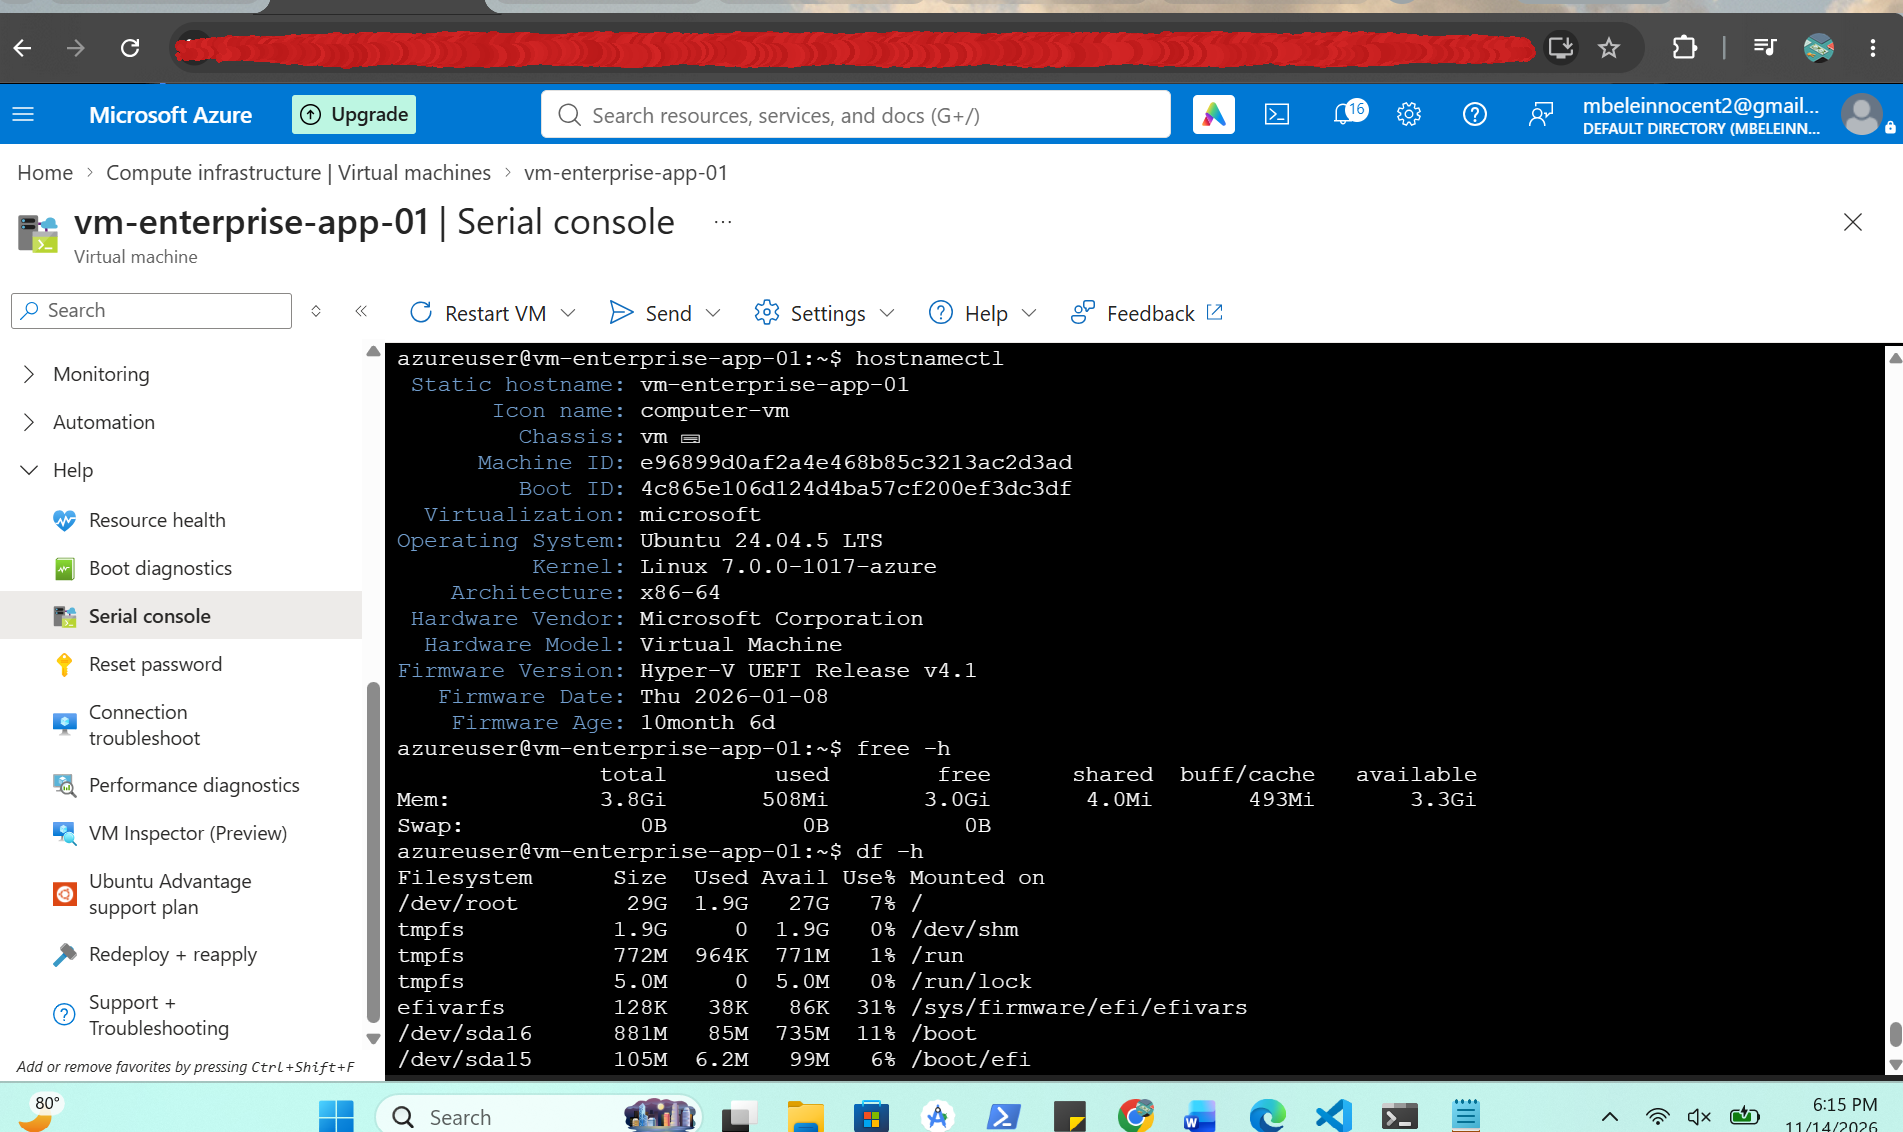 Microsoft Azure
Upgrade
Search resources, services, and docs (G+/)
16
mbeleinnocent2@gmail...
DEFAULT DIRECTORY (MBELEINN...
Home > Compute infrastructure | Virtual machines > vm-enterprise-app-01
vm-enterprise-app-01 | Serial console ...
Virtual machine
Search
Restart VM
Send
Settings
Help
Feedback
Monitoring
Automation
Help
Resource health
Boot diagnostics
Serial console
Reset password
Connection
troubleshoot
Performance diagnostics
VM Inspector (Preview)
Ubuntu Advantage
support plan
Redeploy + reapply
Support +
Troubleshooting
Add or remove favorites by pressing Ctrl+Shift+F
azureuser@vm-enterprise-app-01:~$ hostnamectl
Static hostname: vm-enterprise-app-01
Icon name: computer-vm
Chassis: vm
Machine ID: e96899d0af2a4e468b85c3213ac2d3ad
Boot ID: 4c865e106d124d4ba57cf200ef3dc3df
Virtualization: microsoft
Operating System: Ubuntu 24.04.5 LTS
Kernel: Linux 7.0.0-1017-azure
Architecture: x86-64
Hardware Vendor: Microsoft Corporation
Hardware Model: Virtual Machine
Firmware Version: Hyper-V UEFI Release v4.1
Firmware Date: Thu 2026-01-08
Firmware Age: 10month 6d
azureuser@vm-enterprise-app-01:~$ free -h
total used free shared buff/cache available
Mem: 3.8Gi 508Mi 3.0Gi 4.0Mi 493Mi 3.3Gi
Swap: 0B 0B 0B
azureuser@vm-enterprise-app-01:~$ df -h
Filesystem Size Used Avail Use% Mounted on
/dev/root 29G 1.9G 27G 7% /
tmpfs 1.9G 0 1.9G 0% /dev/shm
tmpfs 772M 964K 771M 1% /run
tmpfs 5.0M 0 5.0M 0% /run/lock
efivarfs 128K 38K 86K 31% /sys/firmware/efi/efivars
/dev/sda16 881M 85M 735M 11% /boot
/dev/sda15 105M 6.2M 99M 6% /boot/efi
80°
Search
6:15 PM
11/14/2026